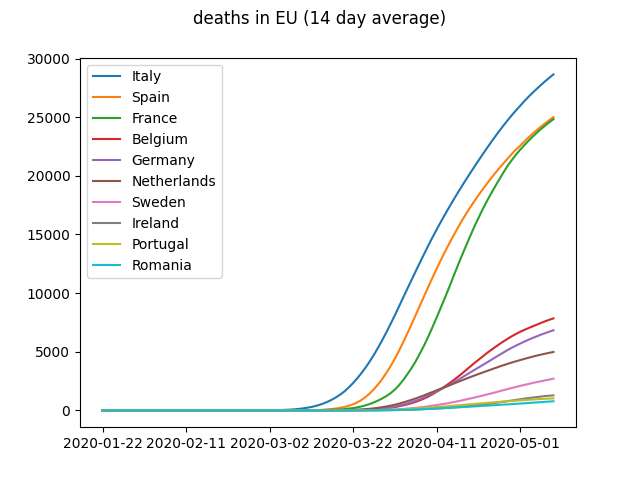 deaths in EU (14 day average)
30000
25000
20000
15000
10000
5000
0
Italy
Spain
France
Belgium
Germany
Netherlands
Sweden
Ireland
Portugal
Romania
2020-01-22 2020-02-11 2020-03-02 2020-03-22 2020-04-11 2020-05-01